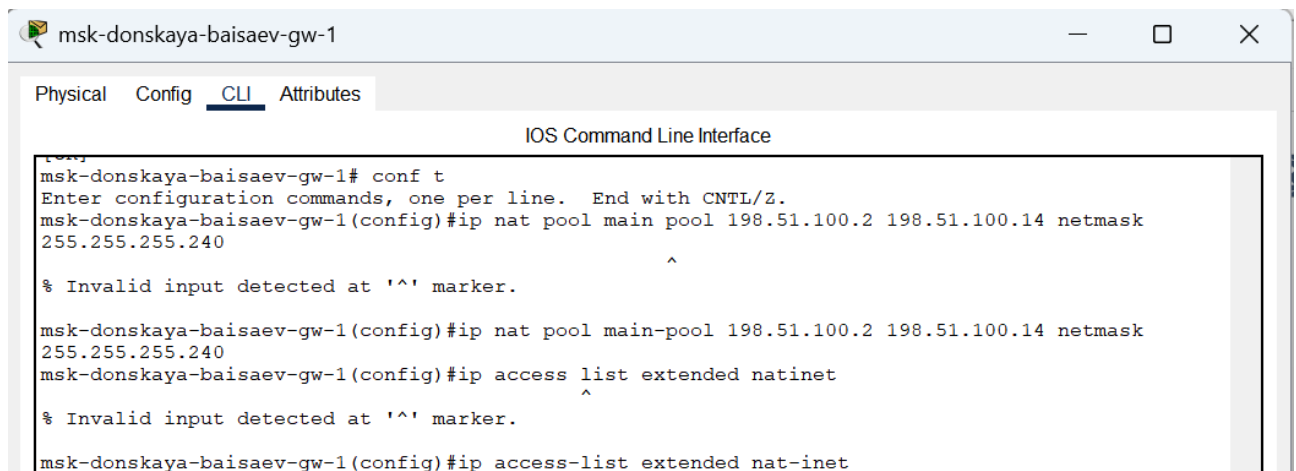 msk-donskaya-baisaev-gw-1
Physical Config CLI Attributes
IOS Command Line Interface
msk-donskaya-baisaev-gw-1# conf t
Enter configuration commands, one per line.  End with CNTL/Z.
msk-donskaya-baisaev-gw-1(config)#ip nat pool main pool 198.51.100.2 198.51.100.14 netmask
255.255.255.240
^
% Invalid input detected at '^' marker.
msk-donskaya-baisaev-gw-1(config)#ip nat pool main-pool 198.51.100.2 198.51.100.14 netmask
255.255.255.240
msk-donskaya-baisaev-gw-1(config)#ip access list extended natinet
^
% Invalid input detected at '^' marker.
msk-donskaya-baisaev-gw-1(config)#ip access-list extended nat-inet